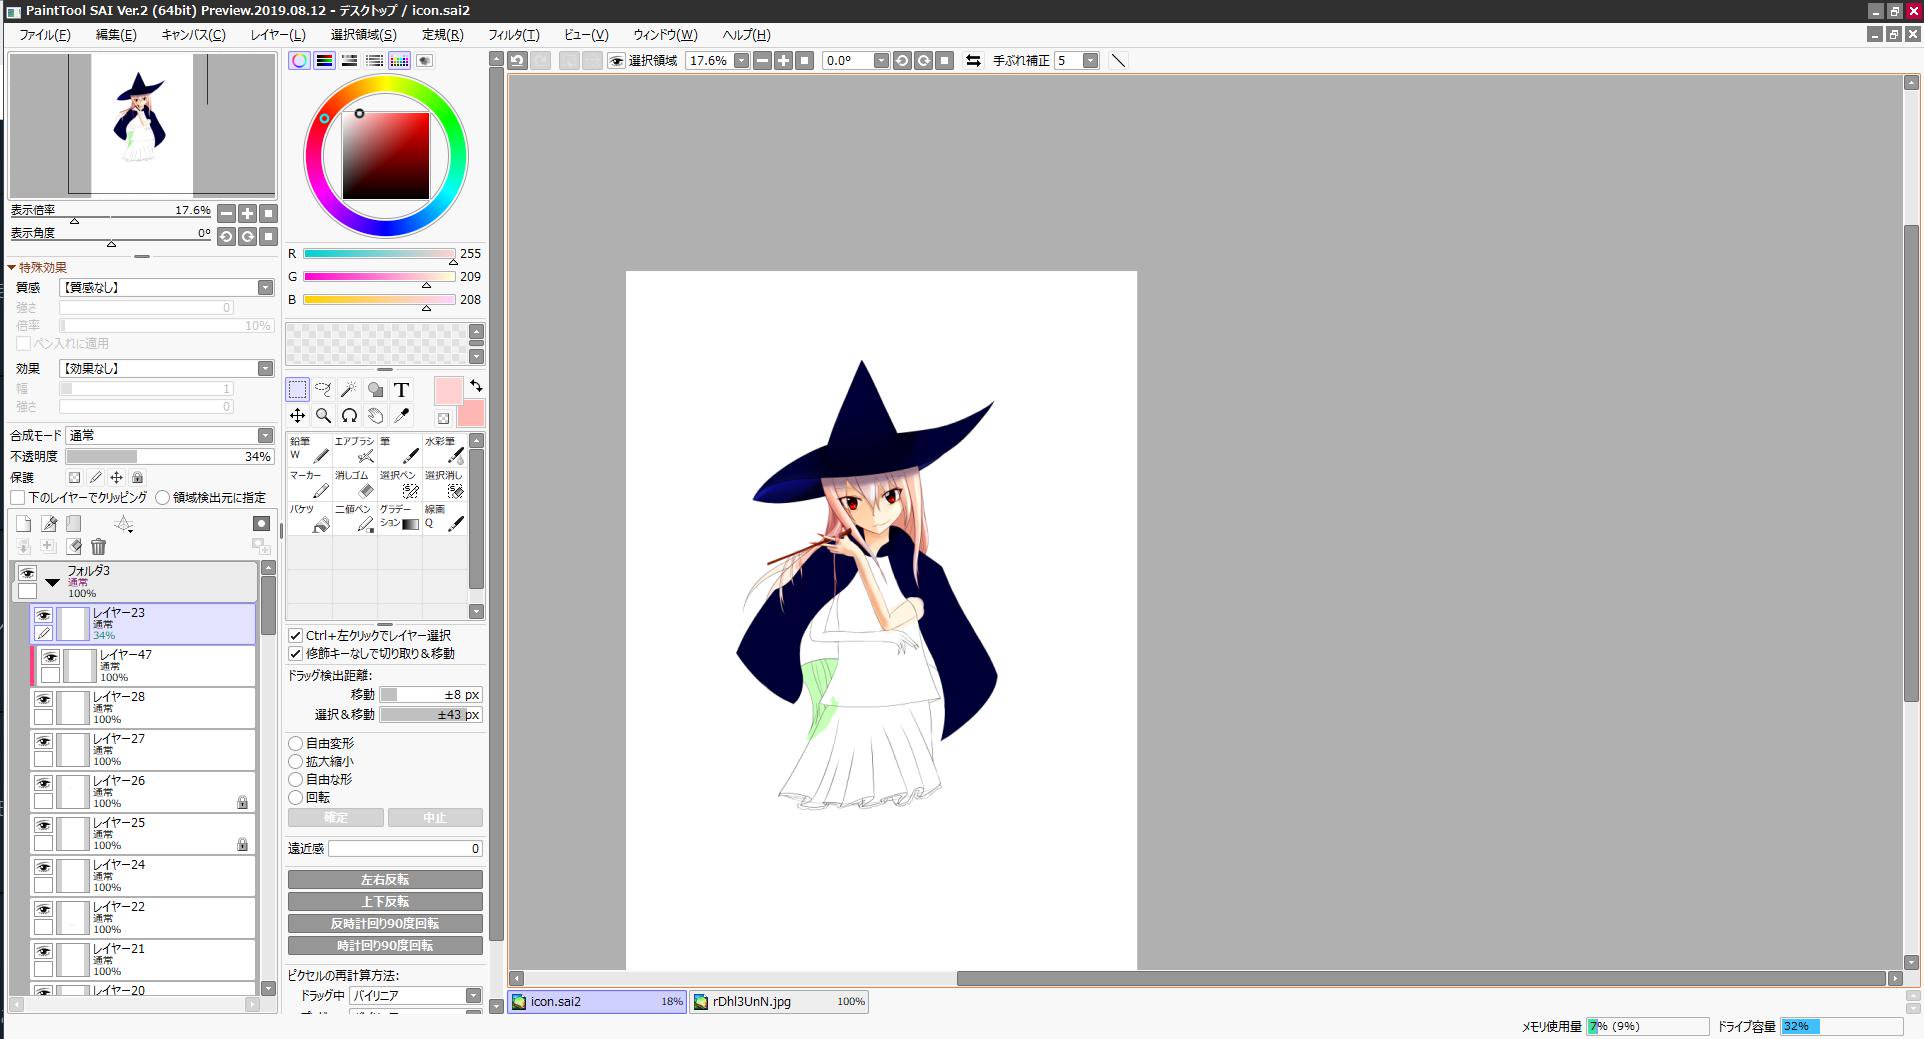 PaintTool SAI Ver.2 (64bit) Preview.2019.08.12 - デスクトップ / icon.sai2
ファイル(F) 編集(E) キャンバス(C) レイヤー(L) 選択領域(S) 定規(R) フィルタ(T) ビュー(V) ウィンドウ(W) ヘルプ(H)
選択領域 17.6% 0.0° 手ぶれ補正 5
表示倍率 17.6%
表示角度 0°
特殊効果
質感 【質感なし】
強さ 0
倍率 10%
ペン入れに適用
効果 【効果なし】
幅 1
強さ 0
合成モード 通常
不透明度 34%
保護
下のレイヤーでクリッピング 領域検出元に指定
フォルダ3
通常
100%
レイヤー23
通常
34%
レイヤー47
通常
100%
レイヤー28
通常
100%
レイヤー27
通常
100%
レイヤー26
通常
100%
レイヤー25
通常
100%
レイヤー24
通常
100%
レイヤー22
通常
100%
レイヤー21
通常
100%
レイヤー20
R 255
G 209
B 208
T
鉛筆 W エアブラシ 筆 水彩筆
マーカー 消しゴム 選択ペン 選択消し
バケツ 二値ペン グラデーション 線画 Q
Ctrl+左クリックでレイヤー選択
修飾キーなしで切り取り＆移動
ドラッグ検出距離:
移動 ±8 px
選択＆移動 ±43 px
自由変形
拡大縮小
自由な形
回転
確定 中止
遠近感 0
左右反転
上下反転
反時計回り90度回転
時計回り90度回転
ピクセルの再計算方法:
ドラッグ中 バイリニア
icon.sai2 18% rDhl3UnN.jpg 100%
メモリ使用量 7% (9%) ドライブ容量 32%